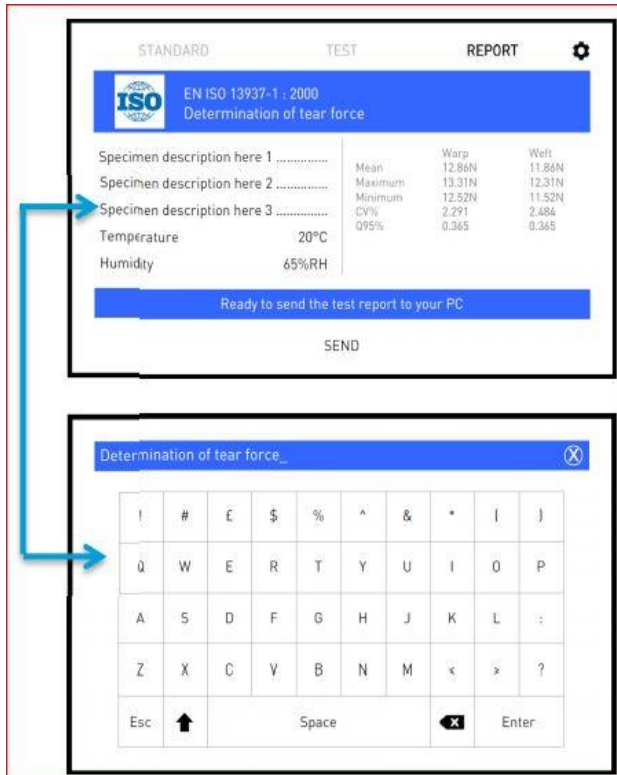 STANDARD TEST REPORT
ISO
EN ISO 13937-1 : 2000
Determination of tear force
Specimen description here 1 ...............
Specimen description here 2 ...............
Specimen description here 3 ...............
Temperature 20°C
Humidity 65%RH
Warp Weft
Mean 12.86N 11.86N
Maximum 13.31N 12.31N
Minimum 12.52N 11.52N
CV% 2.291 2.484
Q95% 0.365 0.365
Ready to send the test report to your PC
SEND
Determination of tear force_ X
! # £ $ % ^ & * ( )
W E R T Y U I O P
A S D F G H J K L :
Z X C V B N M < > ?
Esc Space X Enter